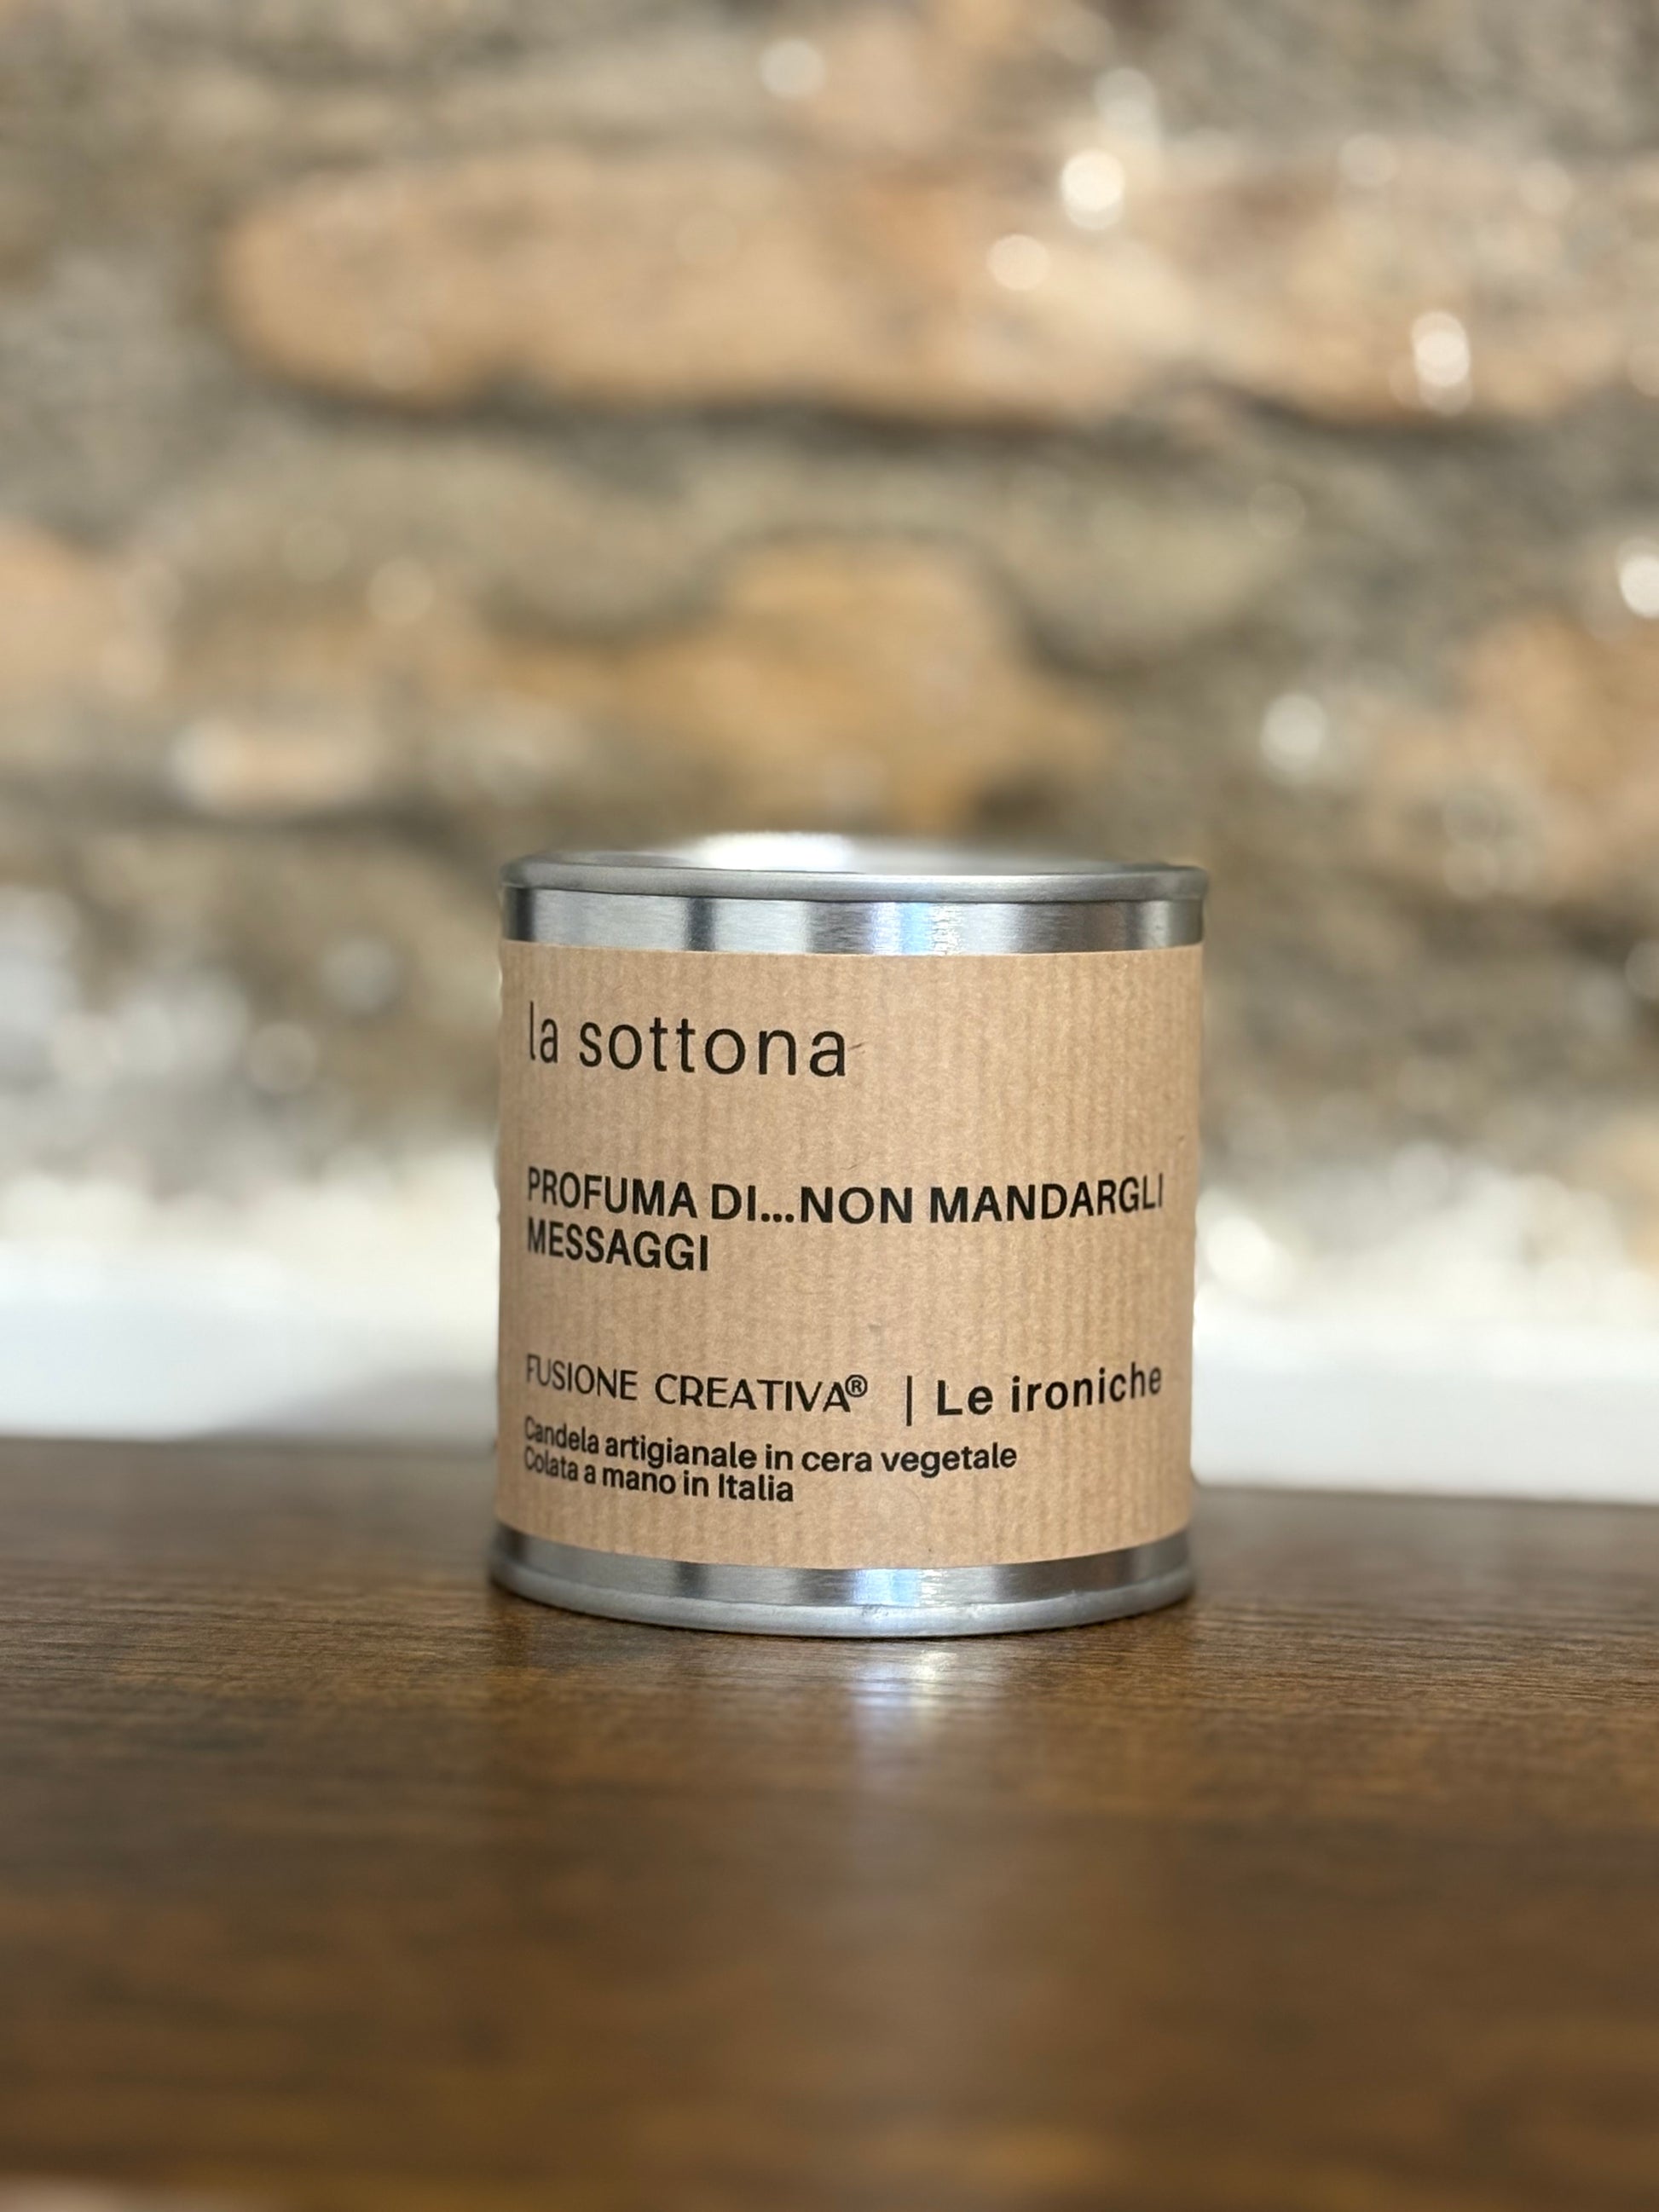 la sottona
PROFUMA DI...NON MANDARGLI
MESSAGGI
FUSIONE CREATIVA® | Le ironiche
Candela artigianale in cera vegetale
Colata a mano in Italia